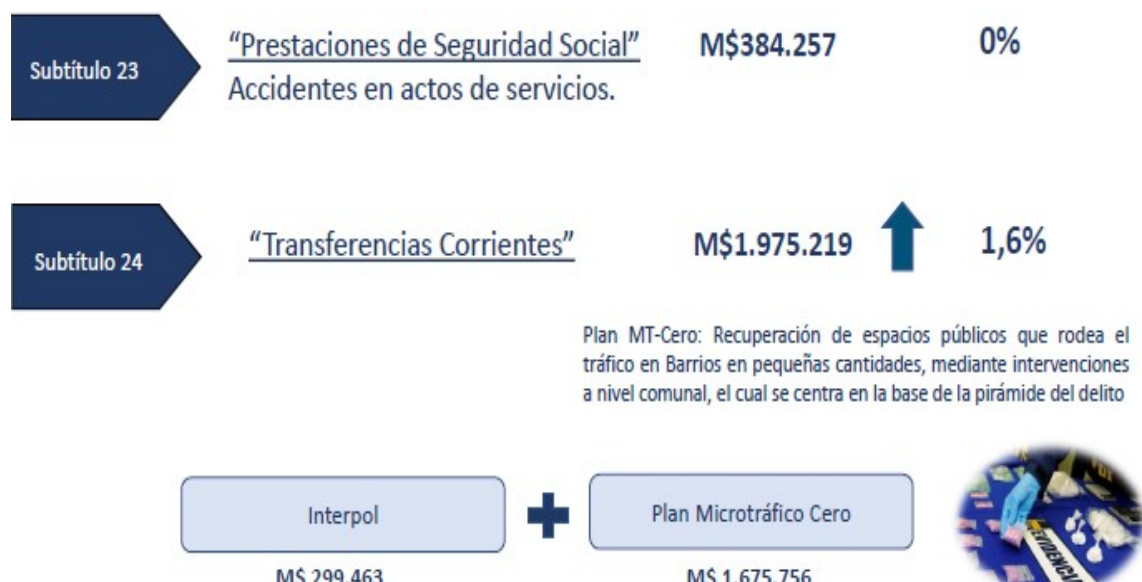 Subtítulo 23
“Prestaciones de Seguridad Social” M$384.257 0%
Accidentes en actos de servicios.
Subtítulo 24
“Transferencias Corrientes” M$1.975.219 1,6%
Plan MT-Cero: Recuperación de espacios públicos que rodea el
tráfico en Barrios en pequeñas cantidades, mediante intervenciones
a nivel comunal, el cual se centra en la base de la pirámide del delito
Interpol + Plan Microtráfico Cero
M$ 299.463 M$ 1.675.756
EVIDENCIA